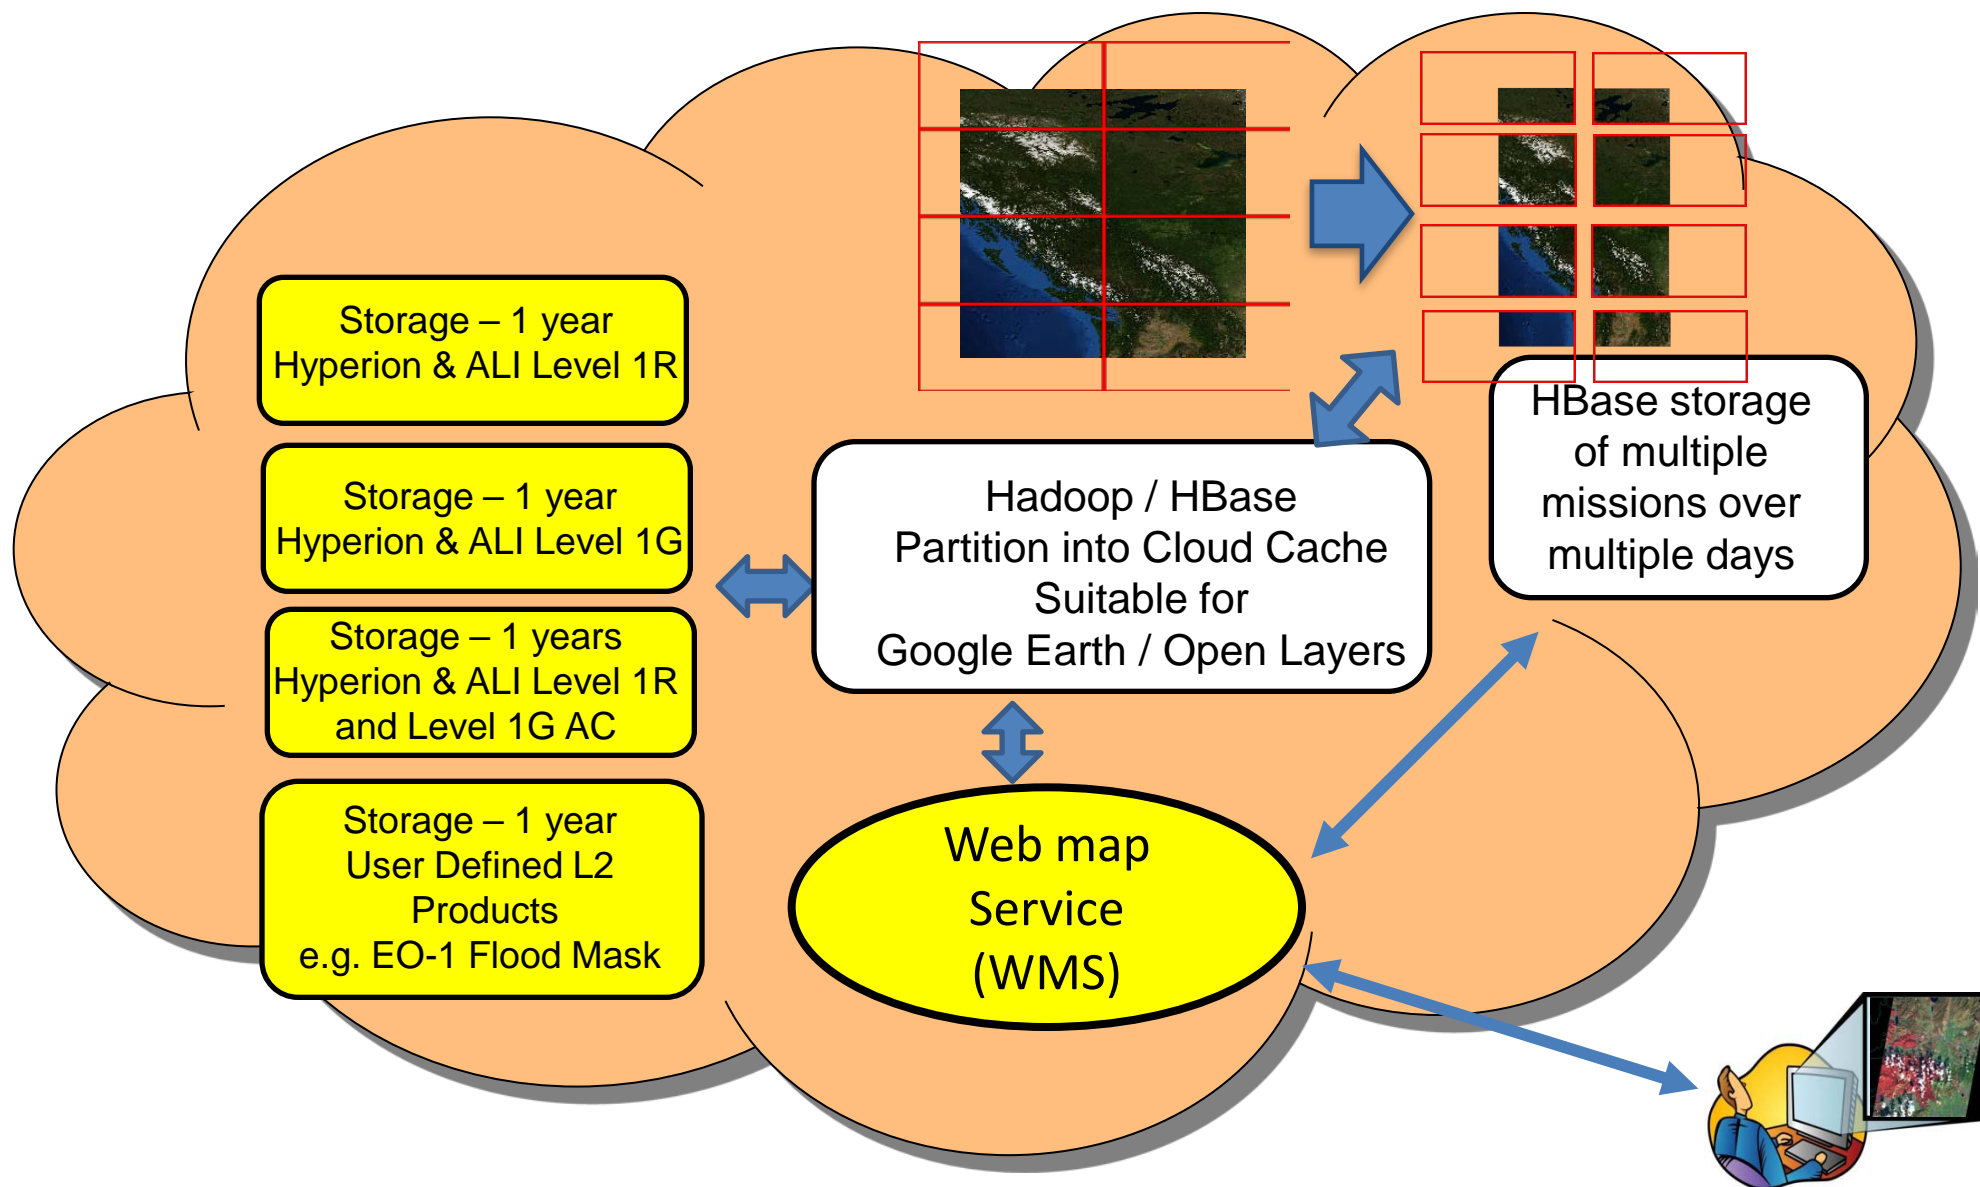 Storage – 1 year
Hyperion & ALI Level 1R
Storage – 1 year
Hyperion & ALI Level 1G
Storage – 1 years
Hyperion & ALI Level 1R
and Level 1G AC
Storage – 1 year
User Defined L2
Products
e.g. EO-1 Flood Mask
Hadoop / HBase
Partition into Cloud Cache
Suitable for
Google Earth / Open Layers
HBase storage
of multiple
missions over
multiple days
Web map
Service
(WMS)